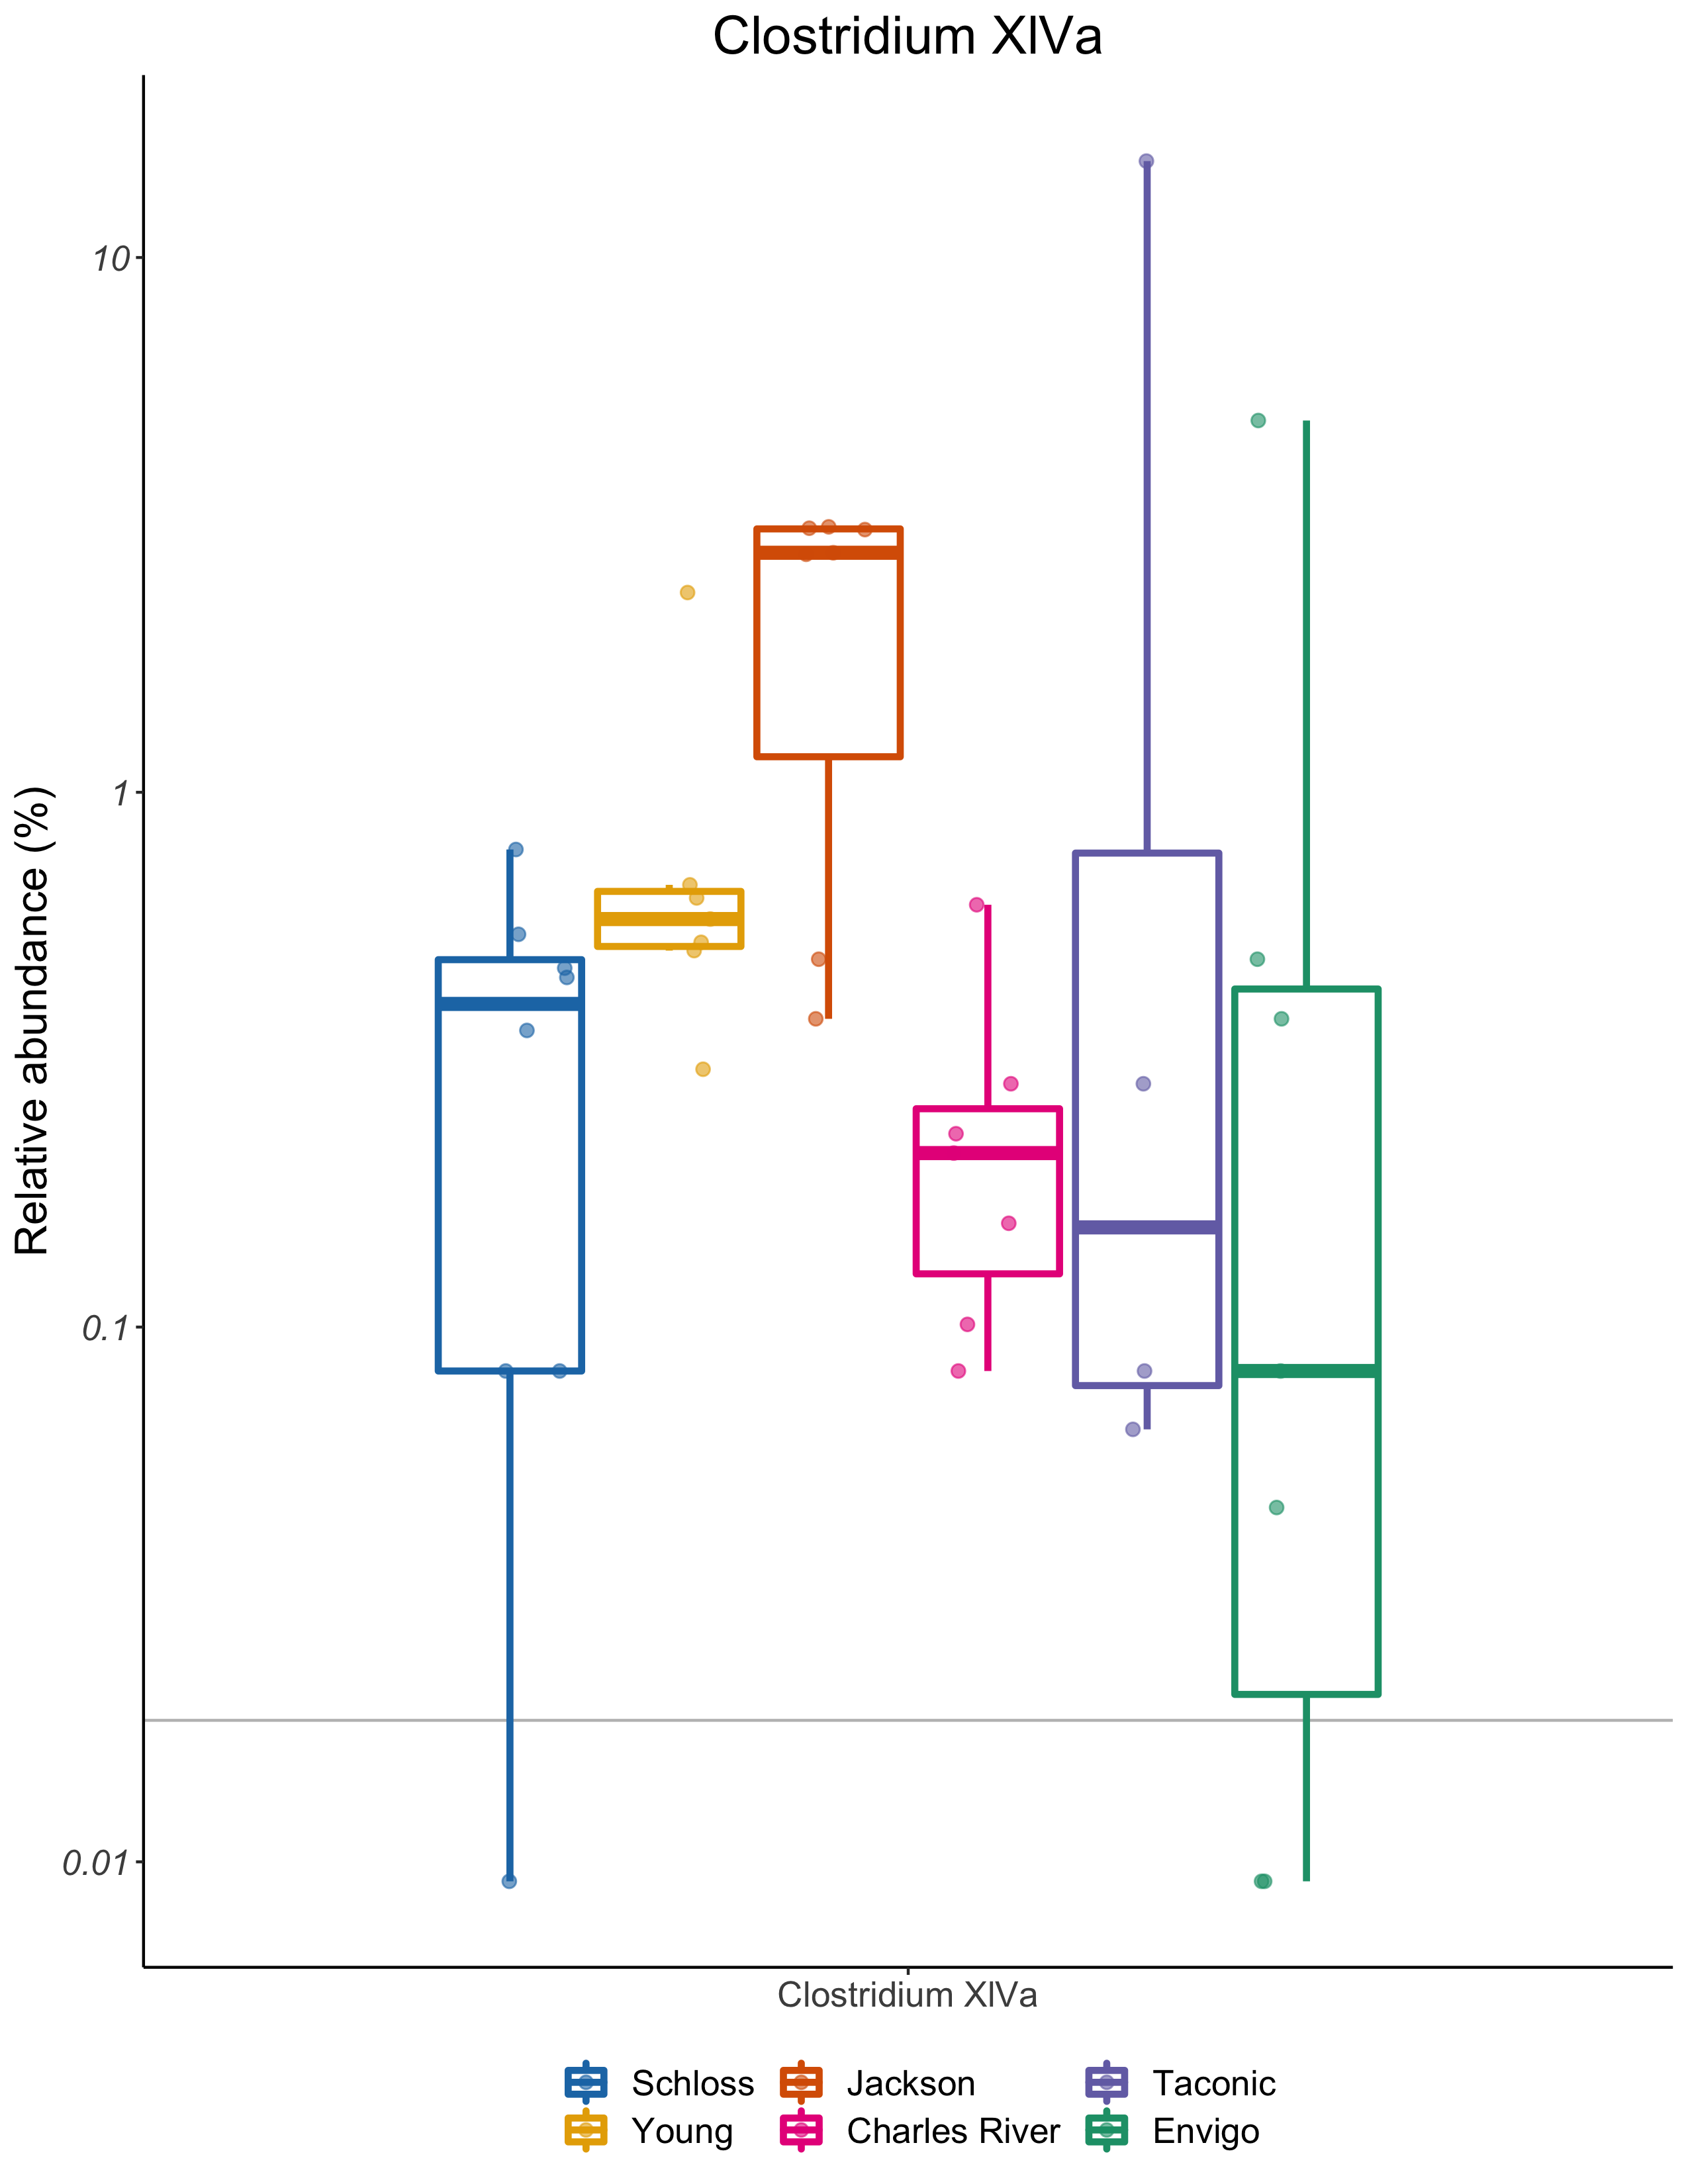 Clostridium XIVa
Relative abundance (%)
10
1
0.1
0.01
Clostridium XIVa
Schloss
Jackson
Taconic
Young
Charles River
Envigo